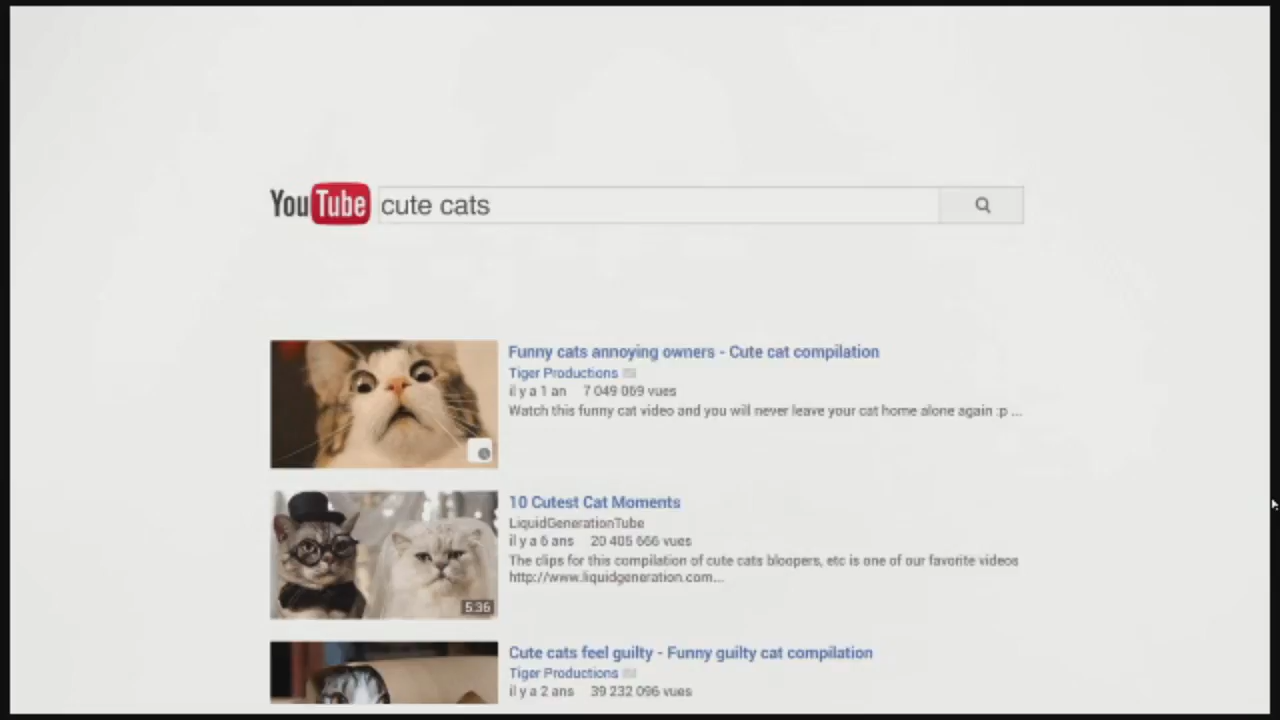 YouTube cute cats
Funny cats annoying owners - Cute cat compilation
Tiger Productions
il y a 1 an 7 049 069 vues
Watch this funny cat video and you will never leave your cat home alone again :p ...
10 Cutest Cat Moments
LiquidGenerationTube
il y a 6 ans 20 405 666 vues
The clips for this compilation of cute cats bloopers, etc is one of our favorite videos
http://www.liquidgeneration.com...
5:36
Cute cats feel guilty - Funny guilty cat compilation
Tiger Productions
il y a 2 ans 39 232 096 vues